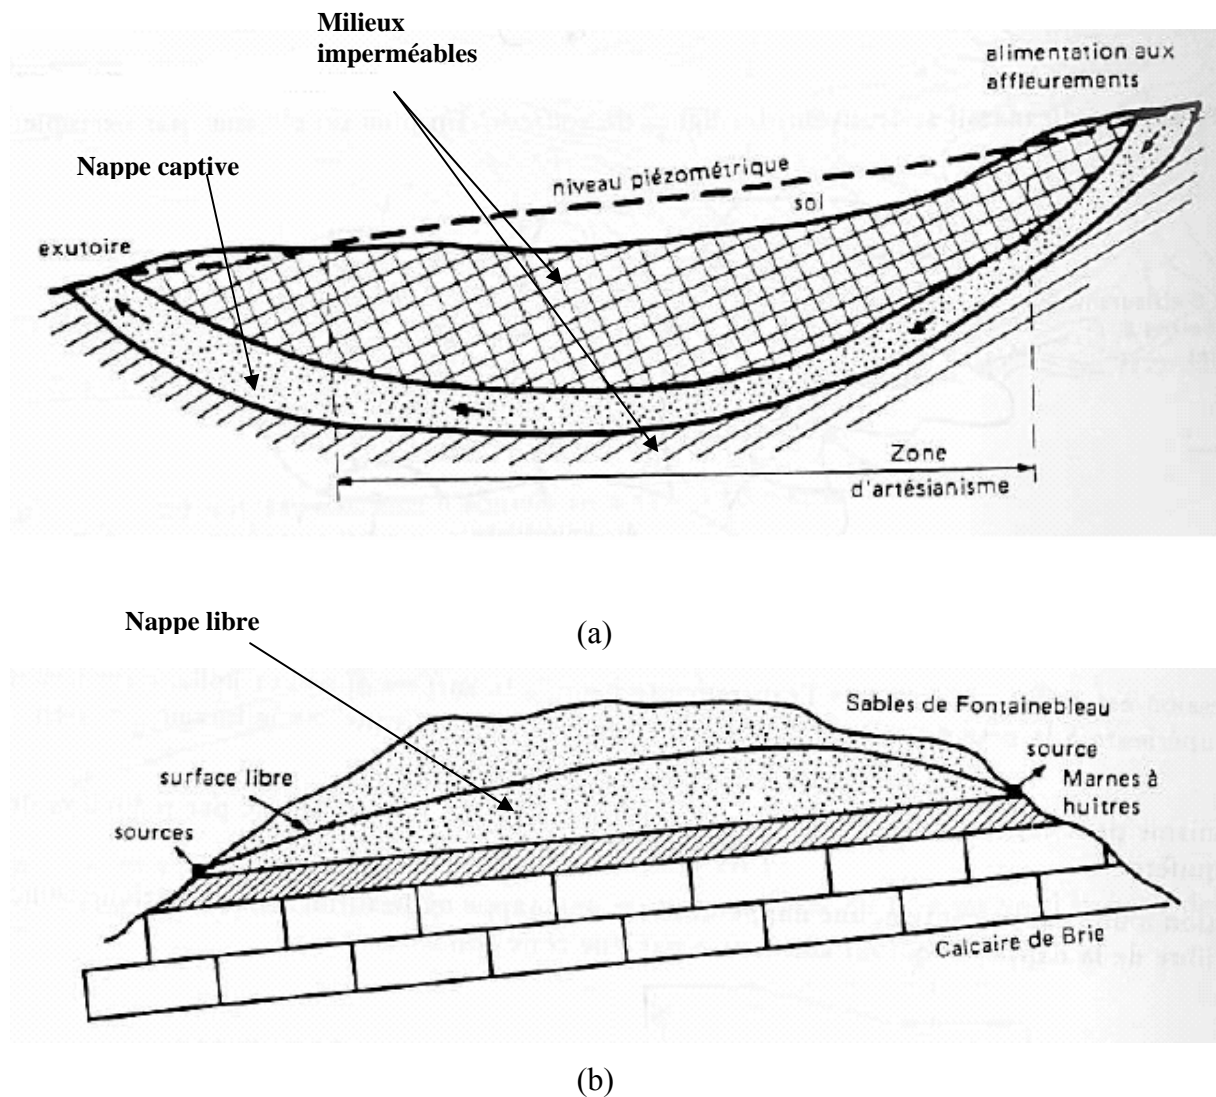 Milieux
imperméables
alimentation aux
affleurements
Nappe captive
niveau piézométrique
sol
exutoire
Zone
d'artésianisme
(a)
Nappe libre
Sables de Fontainebleau
surface libre
source
Marnes à
huîtres
sources
Calcaire de Brie
(b)